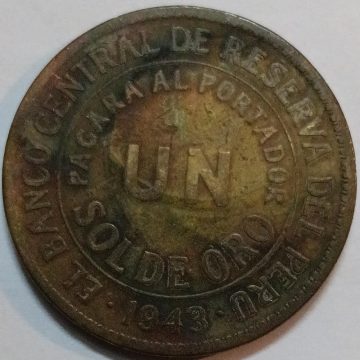 EL BANCO CENTRAL DE RESERVA DEL PERU
PAGARA AL PORTADOR
UN
SOL DE ORO
1943